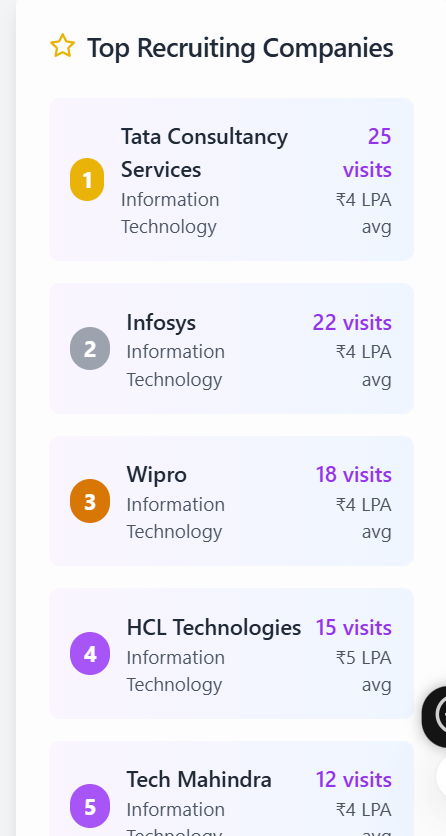 Top Recruiting Companies
1
Tata Consultancy
Services
25
visits
Information
Technology
₹4 LPA
avg
2
Infosys
22 visits
Information
Technology
₹4 LPA
avg
3
Wipro
18 visits
Information
Technology
₹4 LPA
avg
4
HCL Technologies
15 visits
Information
Technology
₹5 LPA
avg
5
Tech Mahindra
12 visits
Information
Technology
₹4 LPA
avg